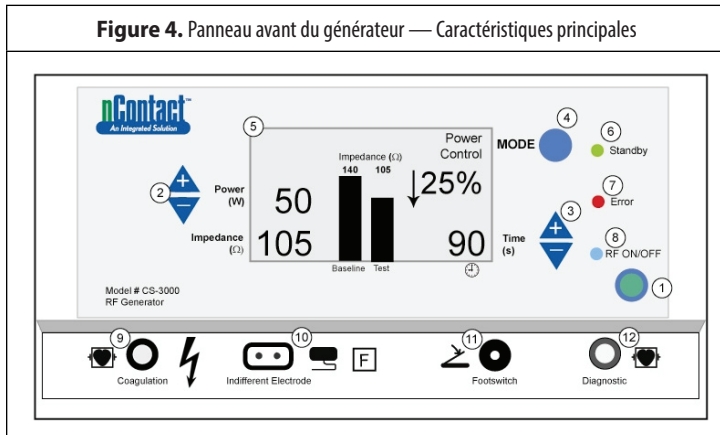 Figure 4. Panneau avant du générateur — Caractéristiques principales
nContact™
An Integrated Solution
5
4
MODE
6
Standby
Power
Control
Impedance (Ω)
140 105
↓25%
2
+
−
Power
(W)
50
7
Error
3
+
−
Impedance
(Ω)
105
90
Time
(s)
8
RF ON/OFF
Baseline Test
1
Model # CS-3000
RF Generator
9
Coagulation
10
Indifferent Electrode
F
11
Footswitch
12
Diagnostic